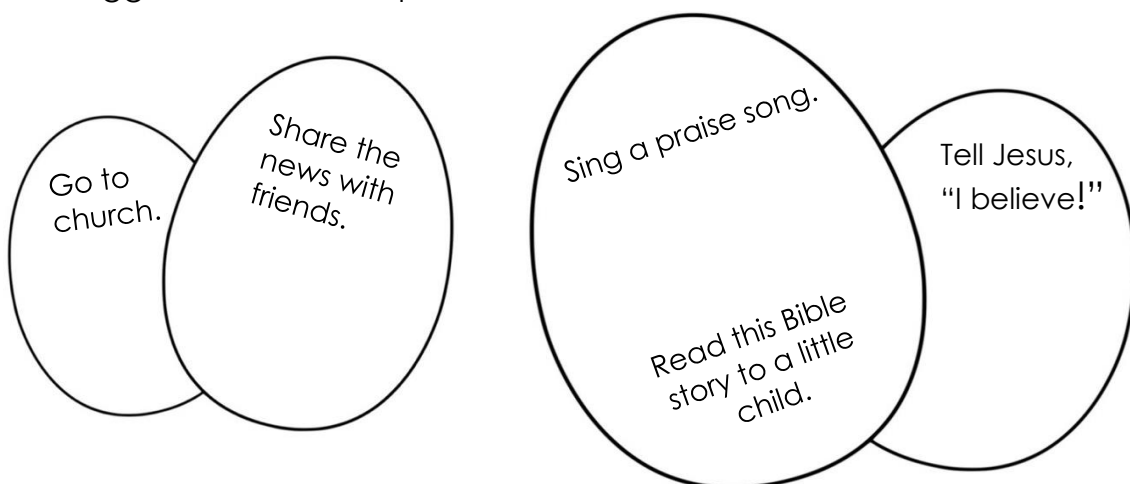 Go to
church.
Share the
news with
friends.
Sing a praise song.
Read this Bible
story to a little
child.
Tell Jesus,
“I believe!”